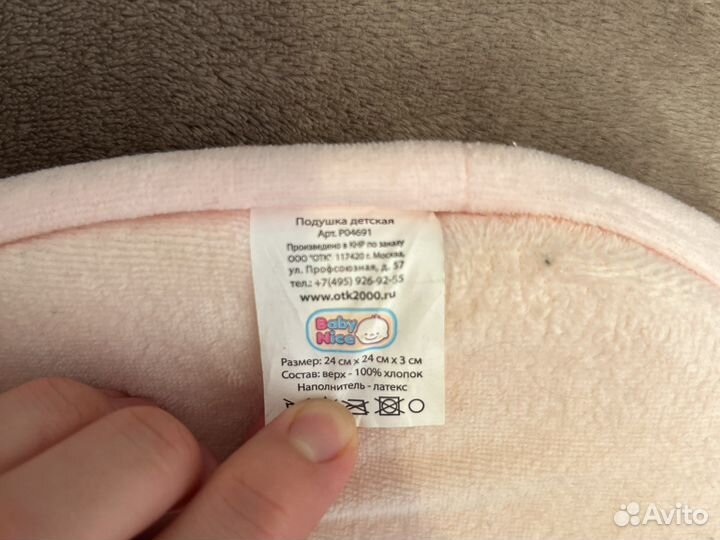 Подушка детская
Арт. P04691
Произведено в КНР по заказу
ООО "ОТК" 117420 г. Москва,
ул. Профсоюзная, д. 57
тел.: +7(495) 926-92-55
www.otk2000.ru
Baby
Nice
Размер: 24 см x 24 см x 3 см
Состав: верх - 100% хлопок
Наполнитель - латекс
Avito